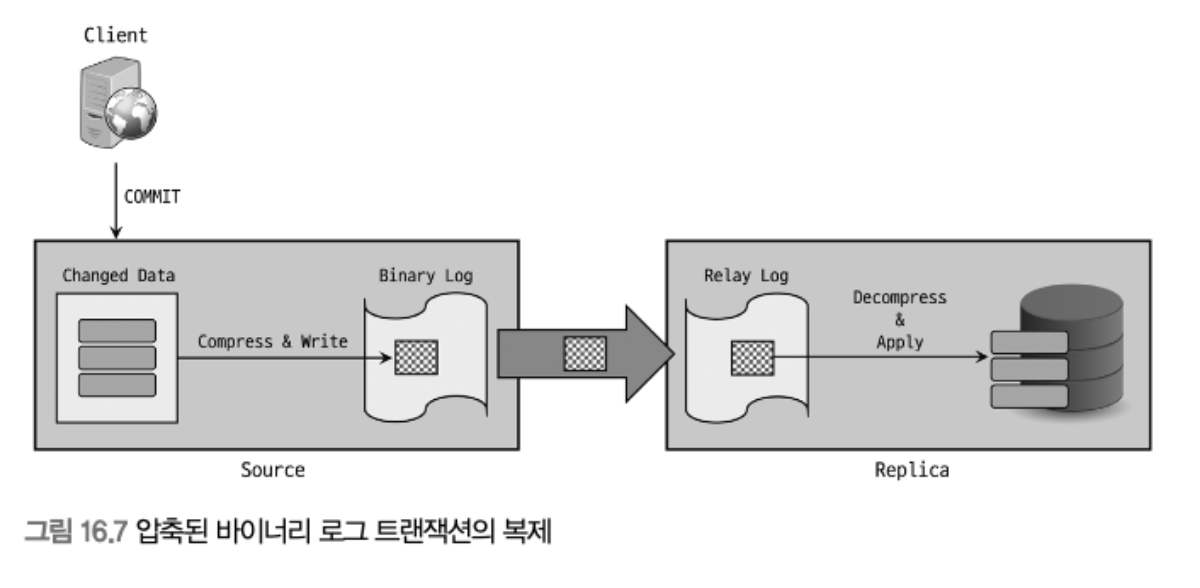 Client
COMMIT
Changed Data
Binary Log
Compress & Write
Source
Relay Log
Decompress
&
Apply
Replica
그림 16.7 압축된 바이너리 로그 트랜잭션의 복제